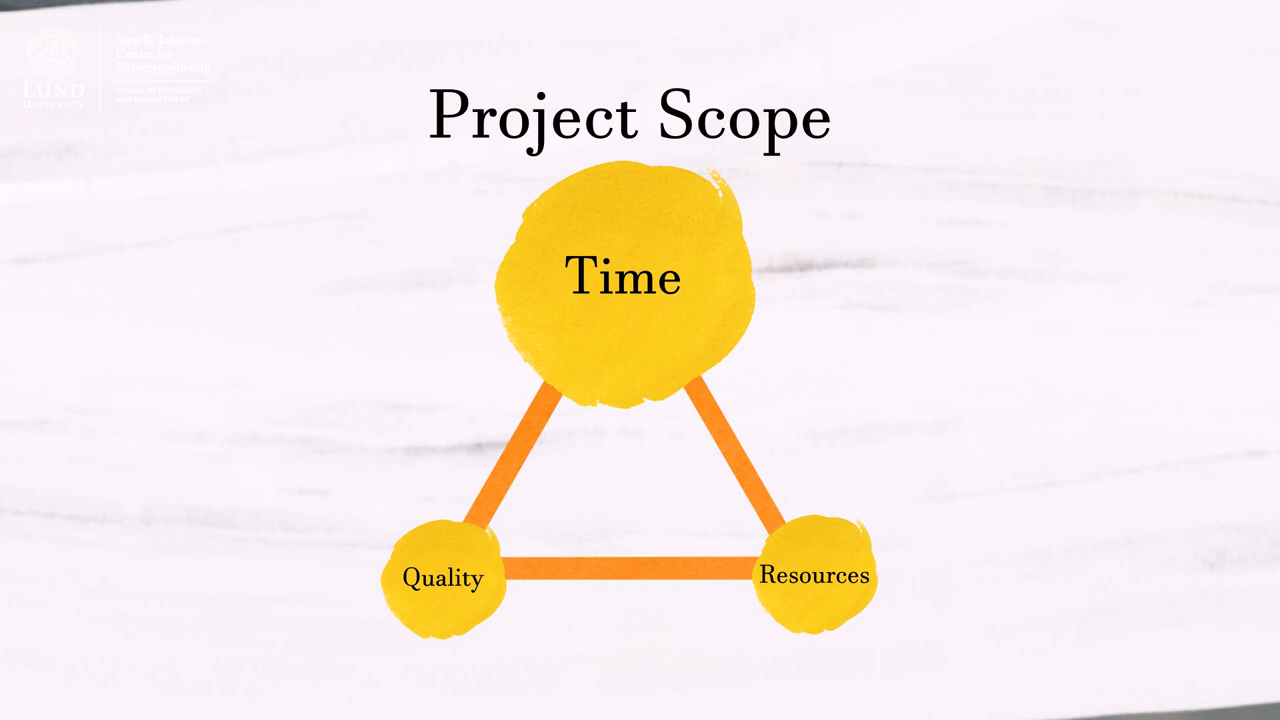 Sten K. Johnson
Centre for
Entrepreneurship
LUND
UNIVERSITY
SCHOOL OF ECONOMICS
AND MANAGEMENT
Project Scope
Time
Quality
Resources